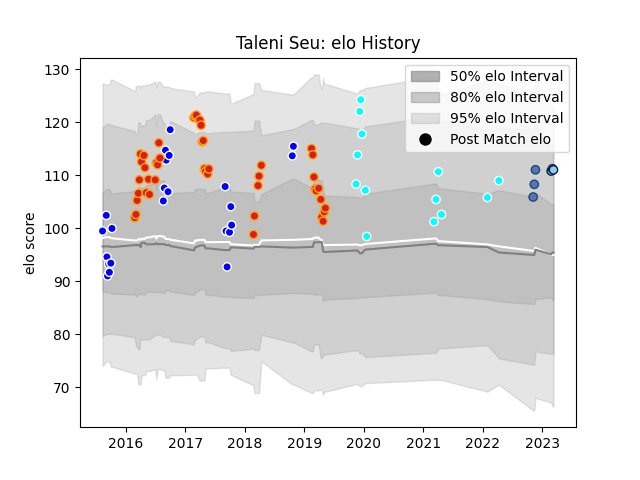 Taleni Seu: elo History
50% elo Interval
80% elo Interval
95% elo Interval
Post Match elo
elo score
130
120
110
100
90
80
70
2016 2017 2018 2019 2020 2021 2022 2023